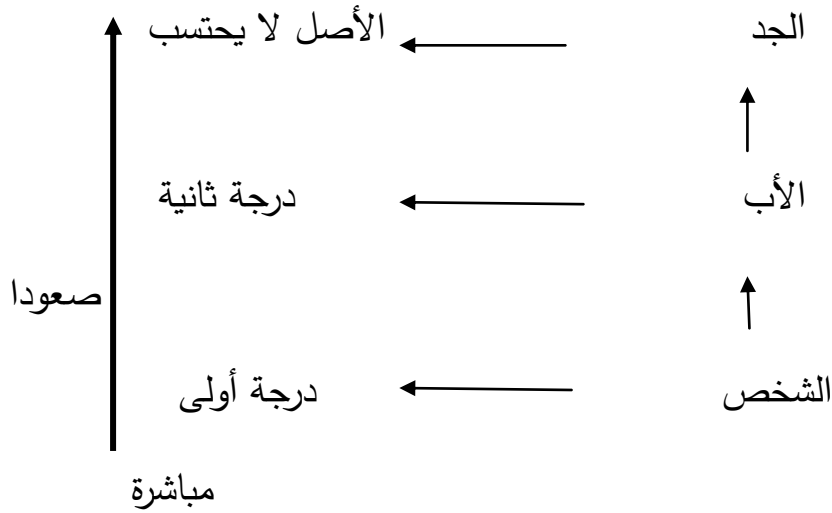 الجد الأصل لا يحتسب
الأب درجة ثانية
صعودا
الشخص درجة أولى
مباشرة